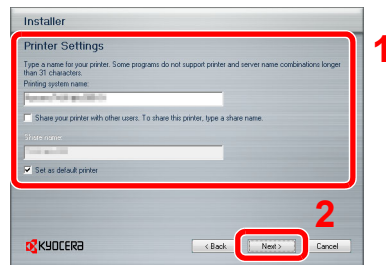 Installer
Printer Settings
1
Type a name for your printer. Some programs do not support printer and server name combinations longer
than 31 characters.
Printing system name:
Share your printer with other users. To share this printer, type a share name.
Share name
Set as default printer
2
KYOCERA
< Back
Next >
Cancel